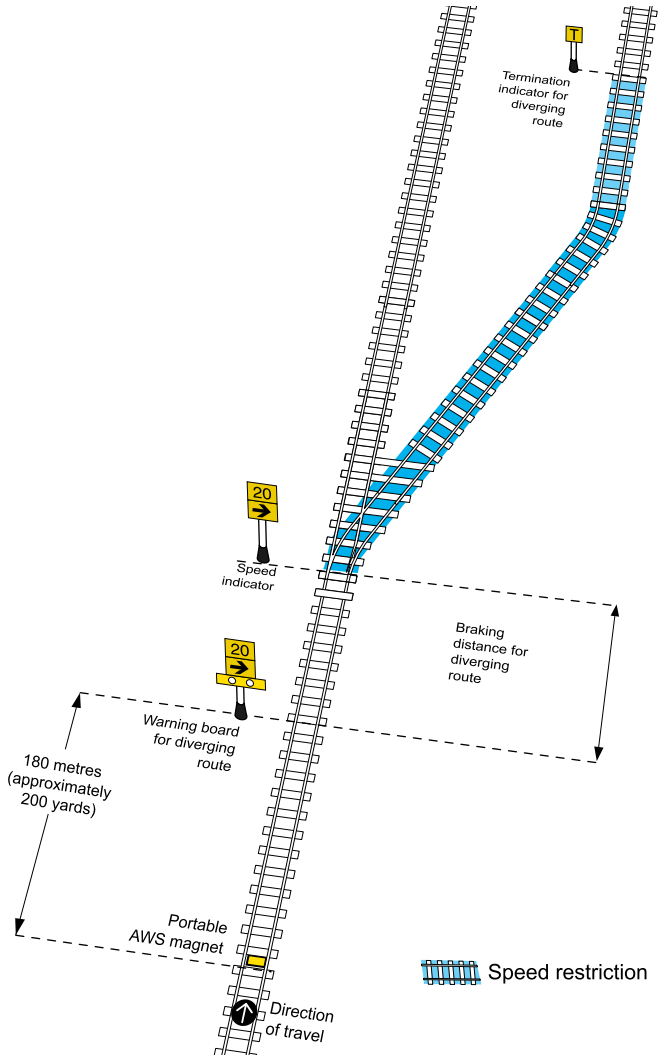 T
Termination
indicator for
diverging
route
20
Speed
indicator
Braking
distance for
diverging
route
20
Warning board
for diverging
route
180 metres
(approximately
200 yards)
Portable
AWS magnet
Speed restriction
Direction
of travel